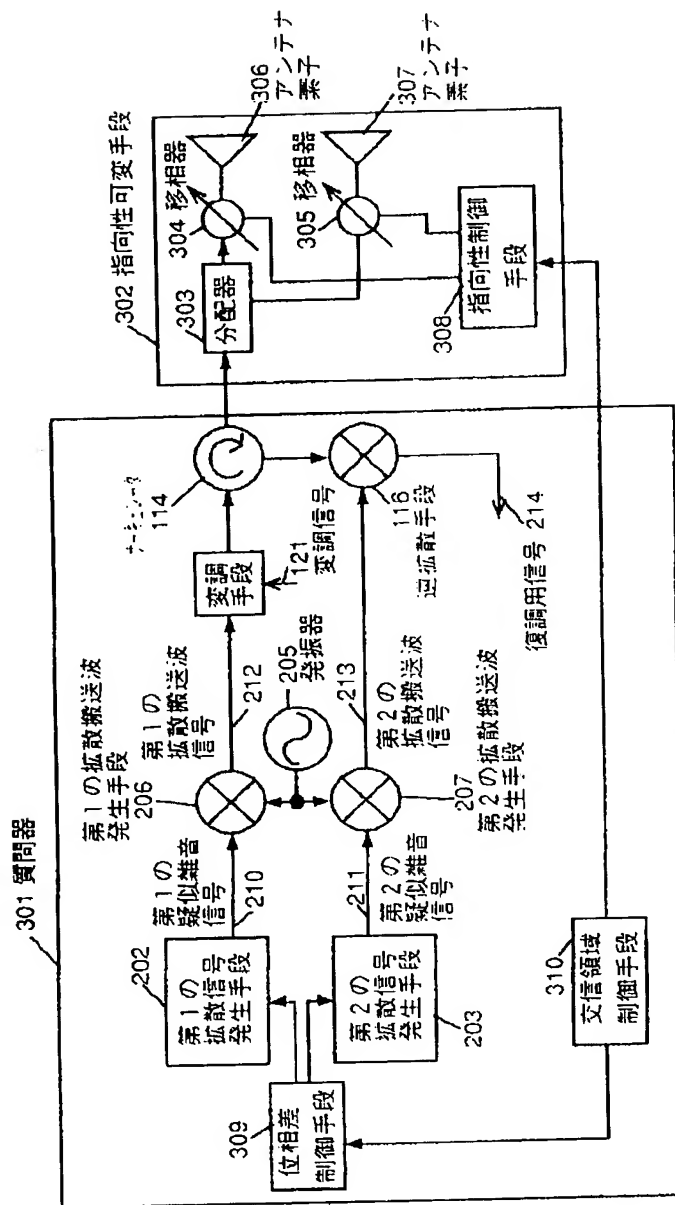 301 質問器
309
位相差
制御手段
202
第1の
拡散信号
発生手段
第2の
拡散信号
発生手段
203
第1の
疑似雑音
信号
210
211
第2の
疑似雑音
信号
第1の拡散搬送波
発生手段
206
207
第2の拡散搬送波
発生手段
205
発振器
第1の
拡散搬送波
信号
212
第2の
拡散搬送波
信号
213
変調
手段
121
変調信号
サーキュレータ
114
116
逆拡散手段
214
復調用信号
310
交信領域
制御手段
302 指向性可変手段
303
分配器
304 移相器
305 移相器
306
アンテナ
素子
307
アンテナ
素子
308
指向性制御
手段